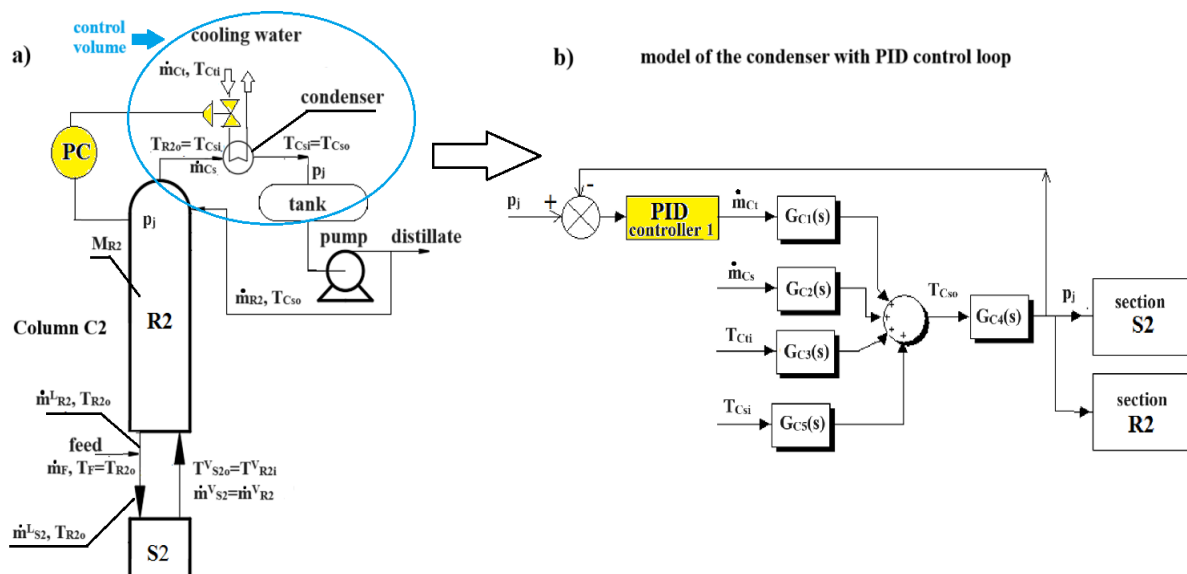 control
volume
cooling water
a)
ṁCt, TCti
condenser
TR2o= TCsi
TCsi=TCso
PC
ṁCs
pj
tank
pj
MR2
pump
distillate
ṁR2, TCso
R2
Column C2
ṁLR2, TR2o
feed
ṁF, TF=TR2o
TVS2o=TVR2i
ṁVS2=ṁVR2
ṁLS2, TR2o
S2
b)
model of the condenser with PID control loop
-
pj
+
PID
controller 1
ṁCt
GC1(s)
ṁCs
GC2(s)
TCti
GC3(s)
TCsi
GC5(s)
+
+
+
+
TCso
GC4(s)
pj
section
S2
section
R2